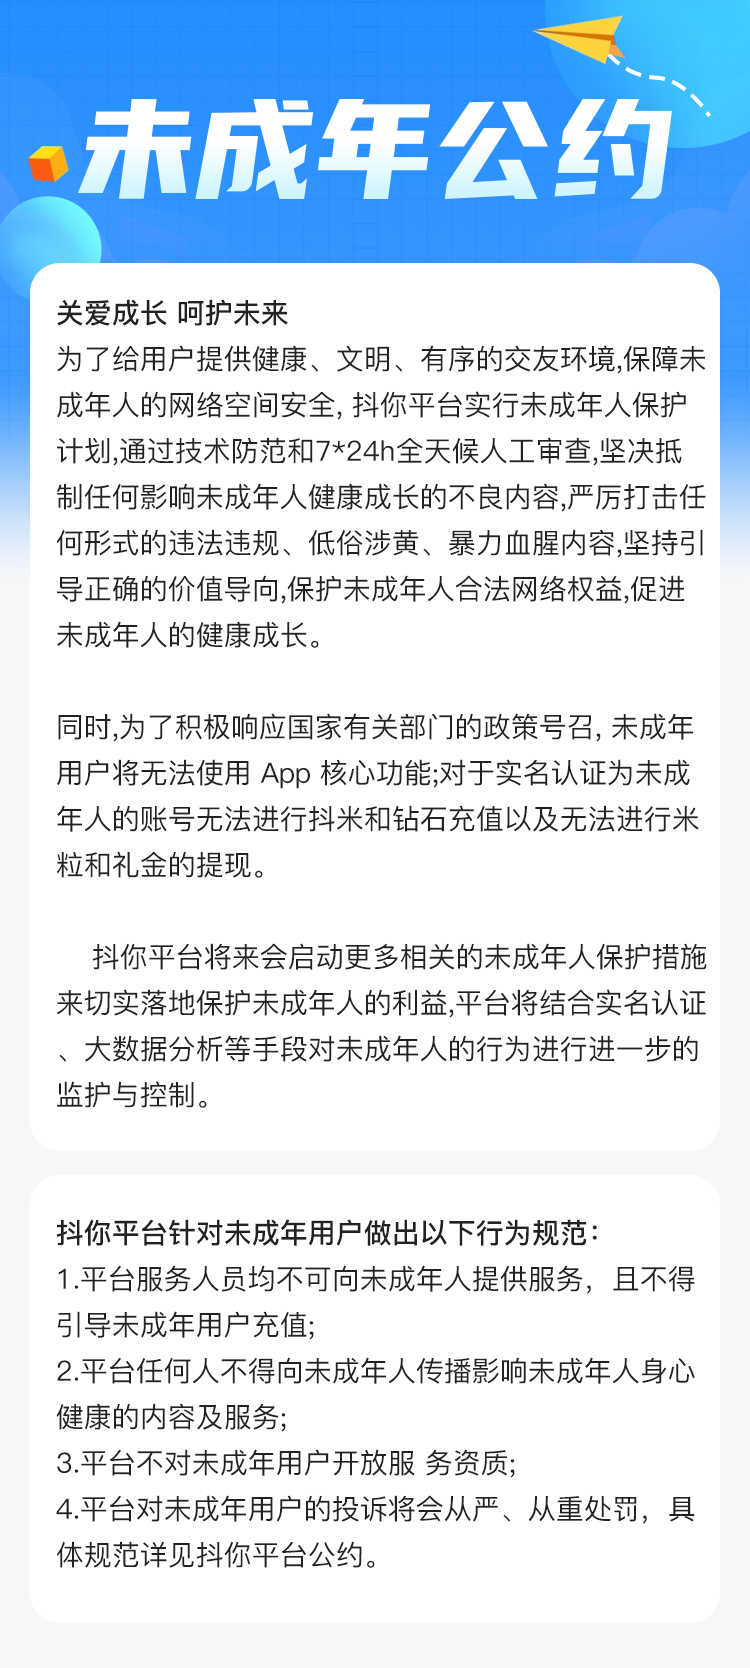 未成年公约
关爱成长 呵护未来
为了给用户提供健康、文明、有序的交友环境,保障未
成年人的网络空间安全, 抖你平台实行未成年人保护
计划,通过技术防范和7*24h全天候人工审查,坚决抵
制任何影响未成年人健康成长的不良内容,严厉打击任
何形式的违法违规、低俗涉黄、暴力血腥内容,坚持引
导正确的价值导向,保护未成年人合法网络权益,促进
未成年人的健康成长。
同时,为了积极响应国家有关部门的政策号召, 未成年
用户将无法使用 App 核心功能;对于实名认证为未成
年人的账号无法进行抖米和钻石充值以及无法进行米
粒和礼金的提现。
抖你平台将来会启动更多相关的未成年人保护措施
来切实落地保护未成年人的利益,平台将结合实名认证
、大数据分析等手段对未成年人的行为进行进一步的
监护与控制。
抖你平台针对未成年用户做出以下行为规范：
1.平台服务人员均不可向未成年人提供服务，且不得
引导未成年用户充值;
2.平台任何人不得向未成年人传播影响未成年人身心
健康的内容及服务;
3.平台不对未成年用户开放服 务资质;
4.平台对未成年用户的投诉将会从严、从重处罚，具
体规范详见抖你平台公约。